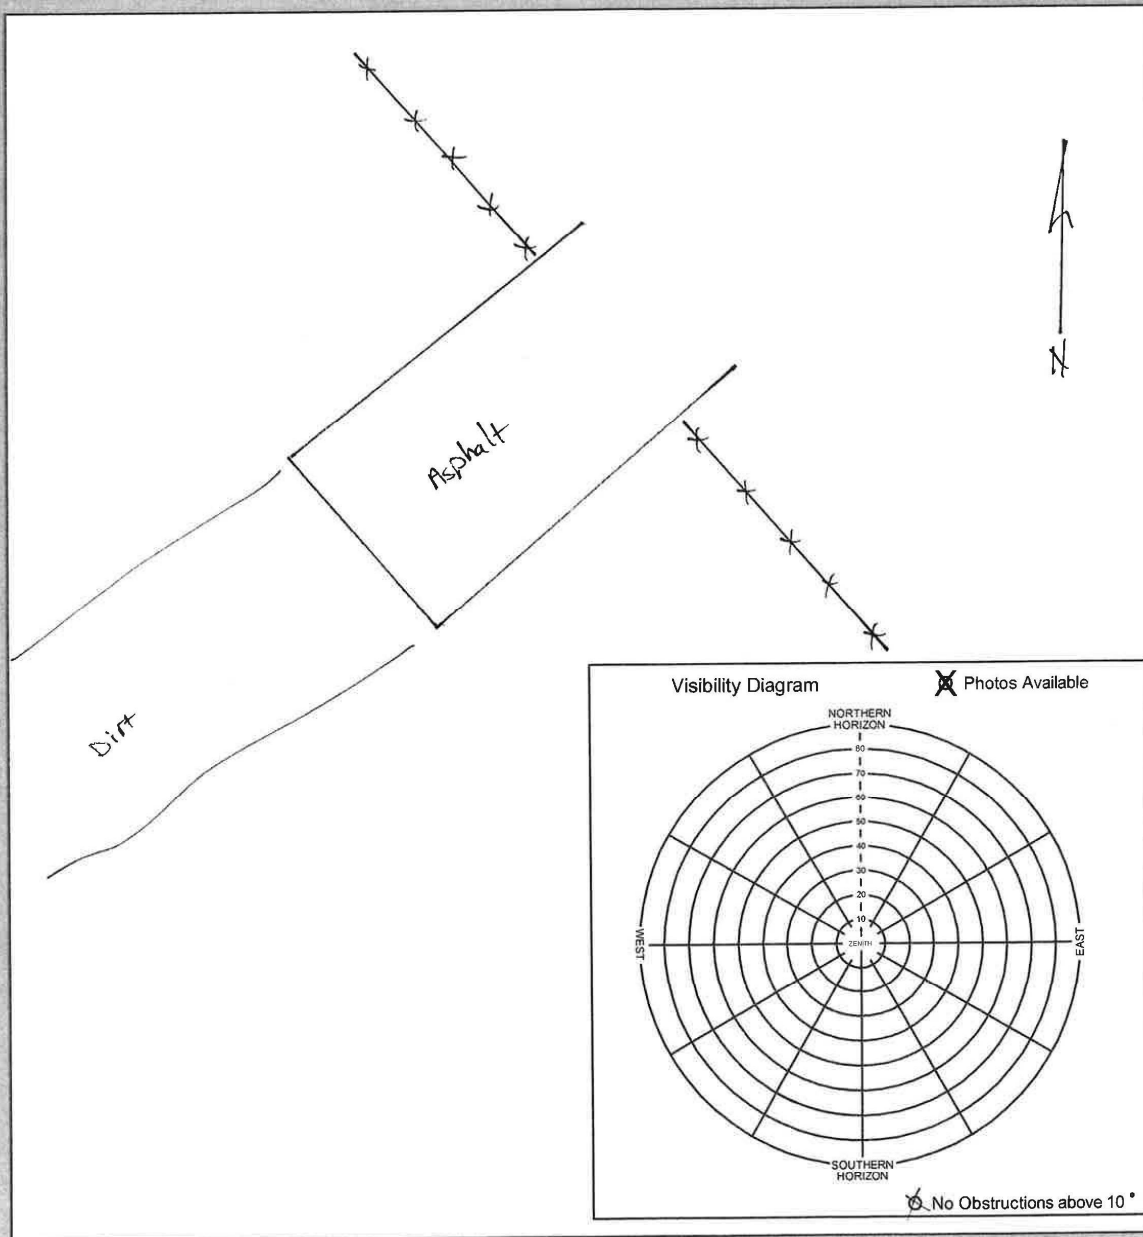 N
Asphalt
Dirt
Visibility Diagram
Photos Available
NORTHERN
HORIZON
80
70
60
50
40
30
20
10
ZENITH
WEST
EAST
SOUTHERN
HORIZON
No Obstructions above 10°